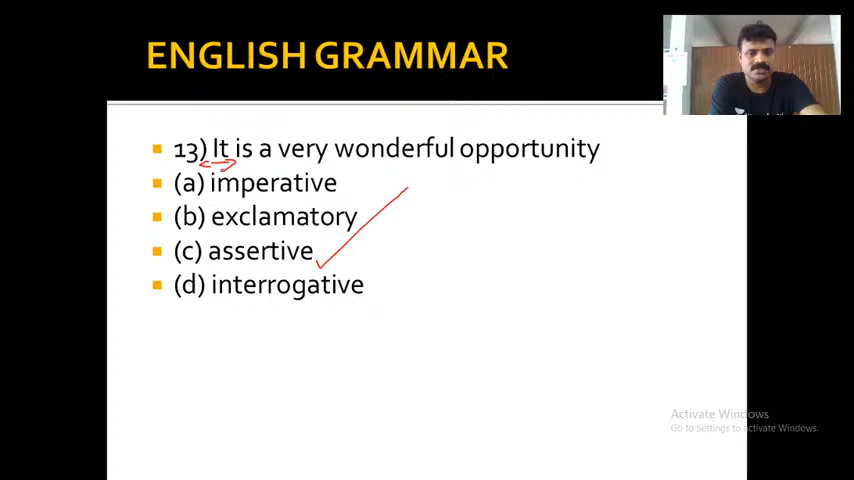 ENGLISH GRAMMAR
13) It is a very wonderful opportunity
(a) imperative
(b) exclamatory
(c) assertive
(d) interrogative
Activate Windows
Go to Settings to activate Windows.